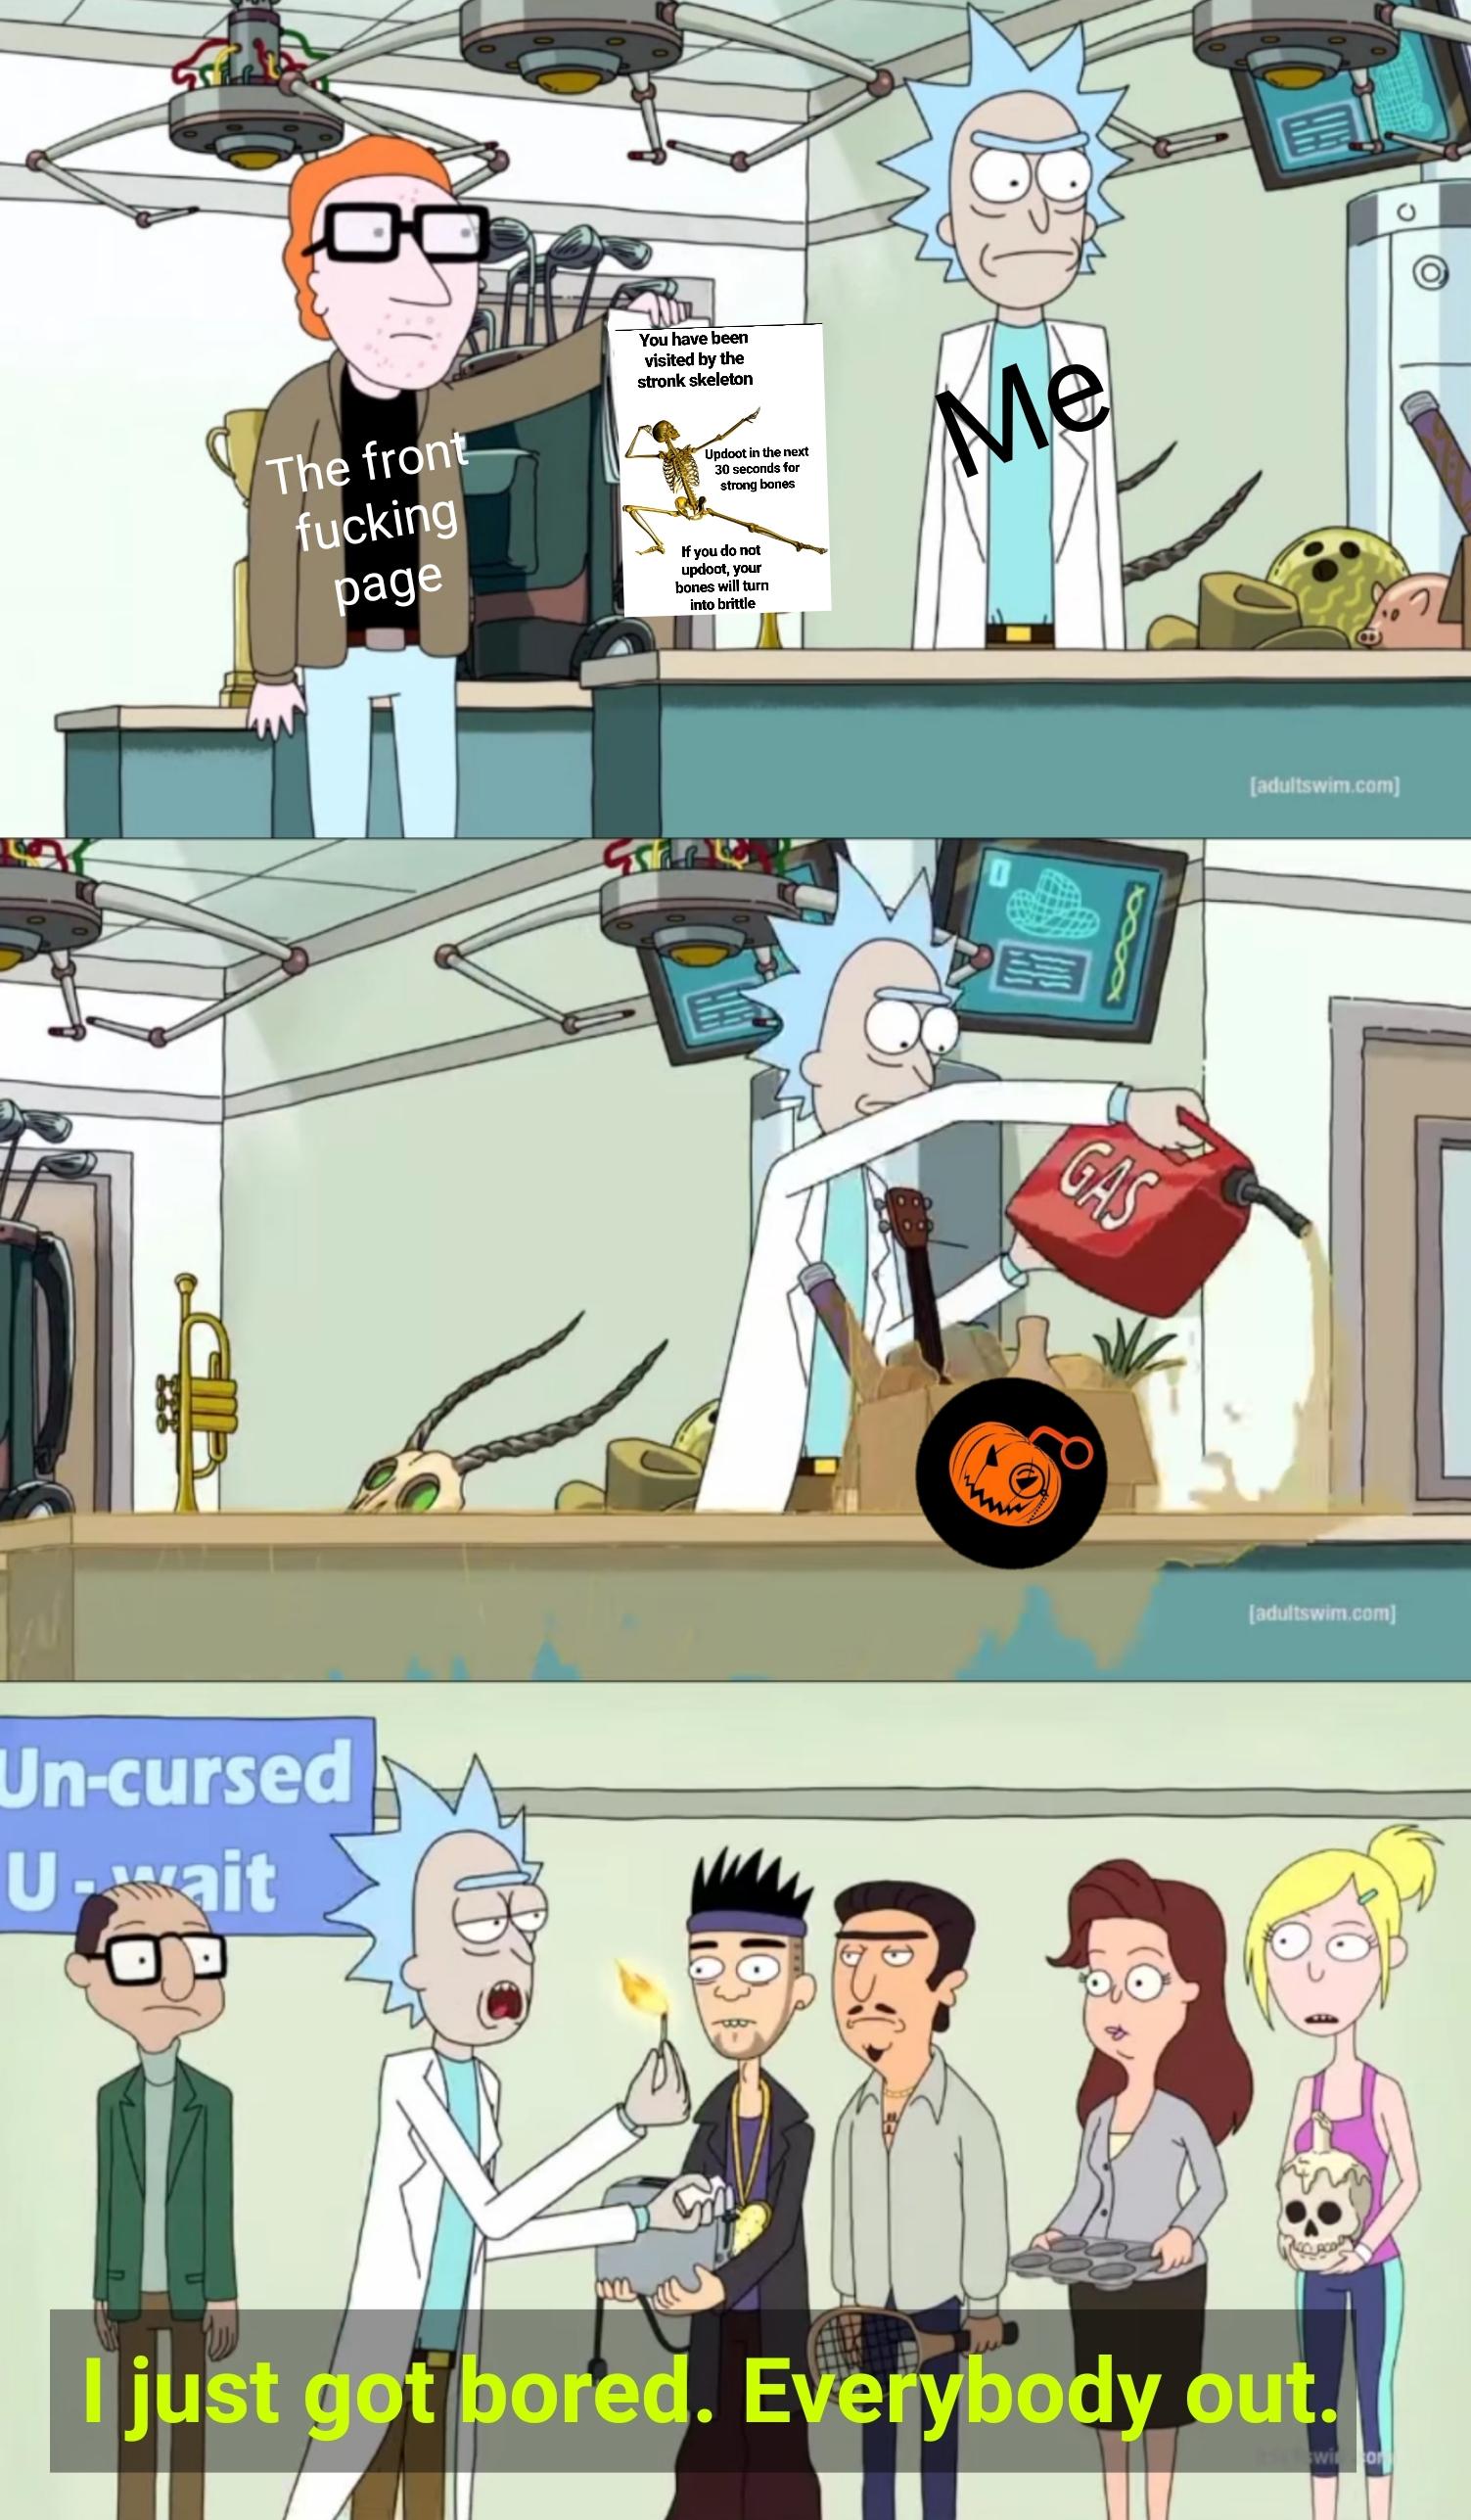 You have been
visited by the
stronk skeleton
Updoot in the next
30 seconds for
strong bones
If you do not
updoot, your
bones will turn
into brittle
The front
fucking
page
Me
[adultswim.com]
GAS
[adultswim.com]
Un-cursed
U - wait
I just got bored. Everybody out.